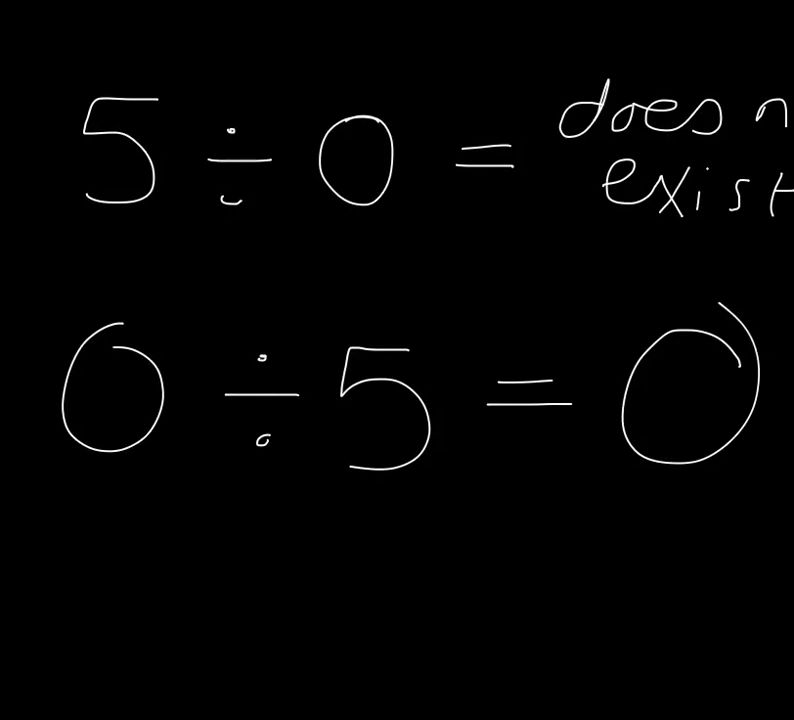 5 ÷ 0 = does n
exist
0 ÷ 5 = 0